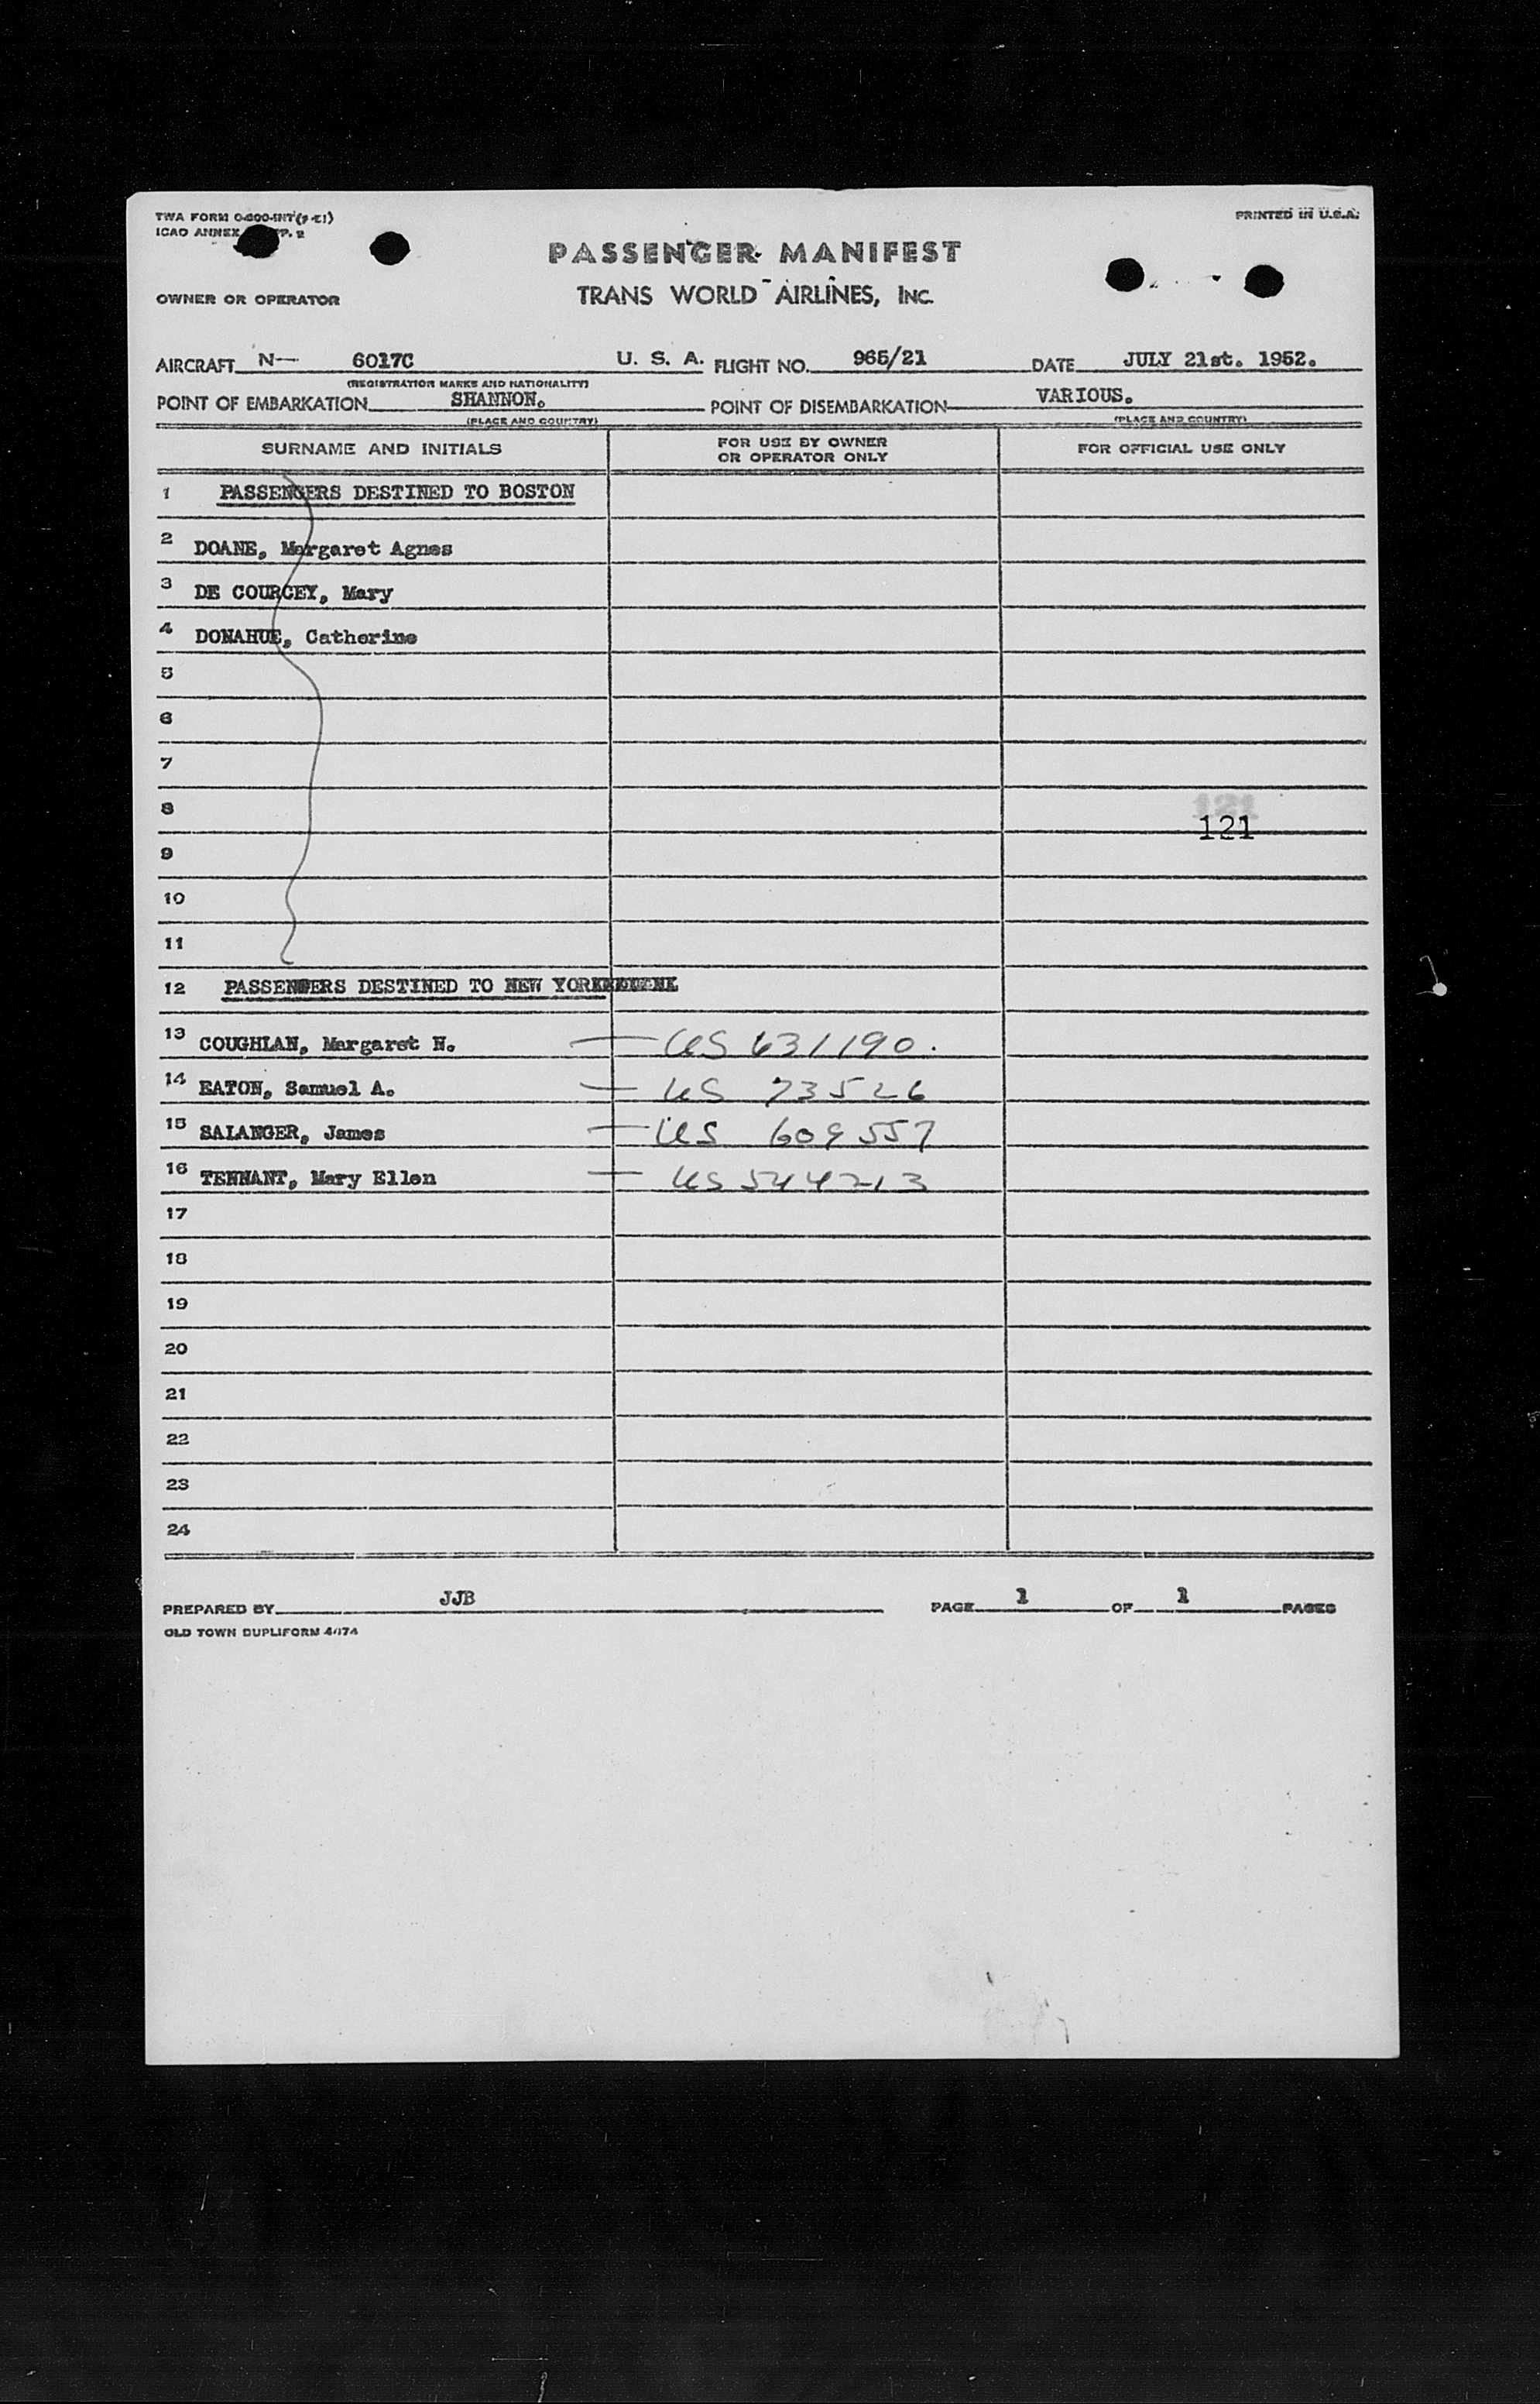 TWA FORM O-800-INT
PRINTED IN U.S.A.
ICAO ANNEX PP. 2
PASSENGER MANIFEST
OWNER OR OPERATOR TRANS WORLD AIRLINES, INC.
AIRCRAFT N— 6017C U. S. A. FLIGHT NO. 965/21 DATE JULY 21st. 1952.
(REGISTRATION MARKS AND NATIONALITY)
POINT OF EMBARKATION SHANNON. POINT OF DISEMBARKATION VARIOUS.
(PLACE AND COUNTRY) (PLACE AND COUNTRY)
SURNAME AND INITIALS FOR USE BY OWNER OR OPERATOR ONLY FOR OFFICIAL USE ONLY
1 PASSENGERS DESTINED TO BOSTON
2 DOANE, Margaret Agnes
3 DE COURCEY, Mary
4 DONAHUE, Catherine
5
6
7
8
121
9
10
11
12 PASSENGERS DESTINED TO NEW YORK
13 COUGHLAN, Margaret N. — US 631190.
14 EATON, Samuel A. — US 73526
15 SALANGER, James — US 609557
16 TENNANT, Mary Ellen — US 544213
17
18
19
20
21
22
23
24
PREPARED BY JJB PAGE 1 OF 1 PAGES
OLD TOWN DUPLIFORM